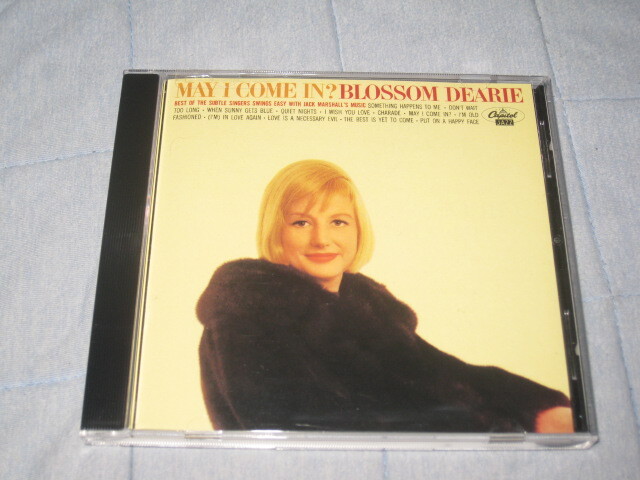 MAY I COME IN? BLOSSOM DEARIE
BEST OF THE SUBTLE SINGERS SWINGS EASY WITH JACK MARSHALL'S MUSIC SOMETHING HAPPENS TO ME • DON'T WAIT
TOO LONG • WHEN SUNNY GETS BLUE • QUIET NIGHTS • I WISH YOU LOVE • CHARADE • MAY I COME IN? • I'M OLD
FASHIONED • (I'M) IN LOVE AGAIN • LOVE IS A NECESSARY EVIL • THE BEST IS YET TO COME • PUT ON A HAPPY FACE
Capitol
JAZZ